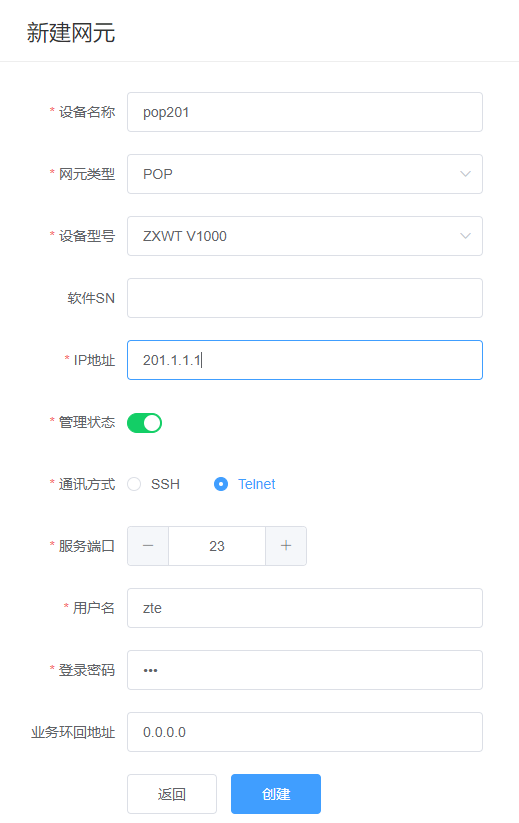 新建网元
* 设备名称 pop201
* 网元类型 POP
* 设备型号 ZXWT V1000
软件SN
* IP地址 201.1.1.1
* 管理状态
* 通讯方式 SSH Telnet
* 服务端口 − 23 +
* 用户名 zte
* 登录密码 •••
业务环回地址 0.0.0.0
返回 创建